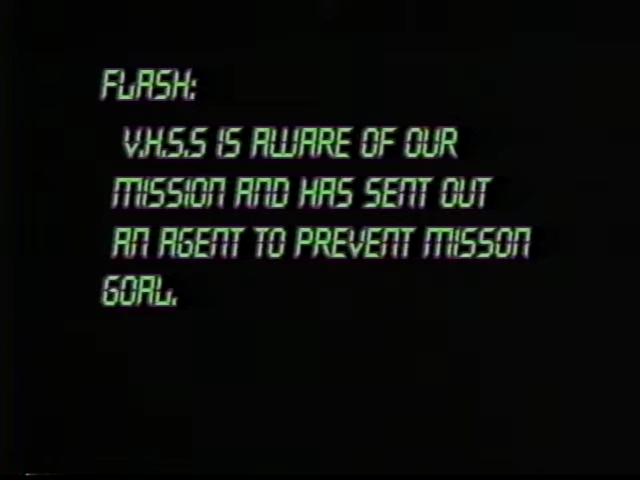 FLASH:
V.H.S.S IS AWARE OF OUR
MISSION AND HAS SENT OUT
AN AGENT TO PREVENT MISSON
GOAL.